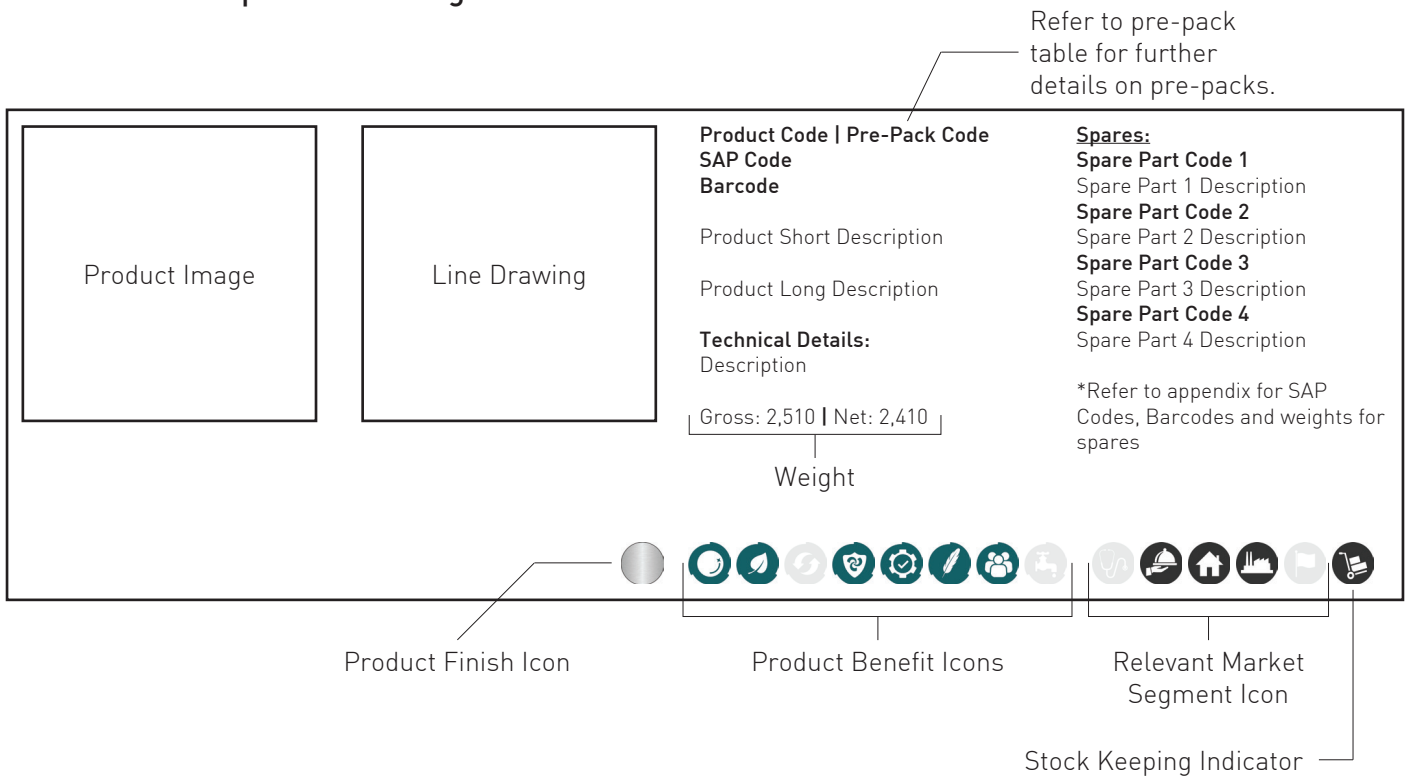 Refer to pre-pack
table for further
details on pre-packs.
Product Image
Line Drawing
Product Code | Pre-Pack Code
SAP Code
Barcode
Product Short Description
Product Long Description
Technical Details:
Description
Gross: 2,510 | Net: 2,410
Weight
Spares:
Spare Part Code 1
Spare Part 1 Description
Spare Part Code 2
Spare Part 2 Description
Spare Part Code 3
Spare Part 3 Description
Spare Part Code 4
Spare Part 4 Description
*Refer to appendix for SAP
Codes, Barcodes and weights for
spares
Product Finish Icon
Product Benefit Icons
Relevant Market
Segment Icon
Stock Keeping Indicator